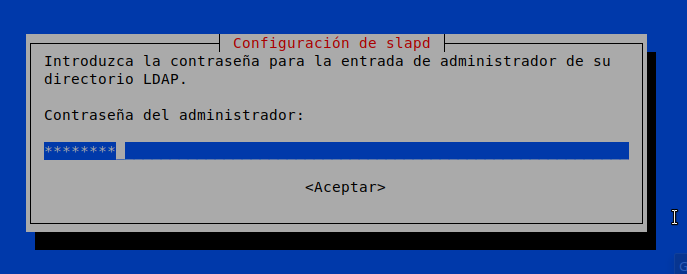 Configuración de slapd
Introduzca la contraseña para la entrada de administrador de su
directorio LDAP.
Contraseña del administrador:
********
<Aceptar>